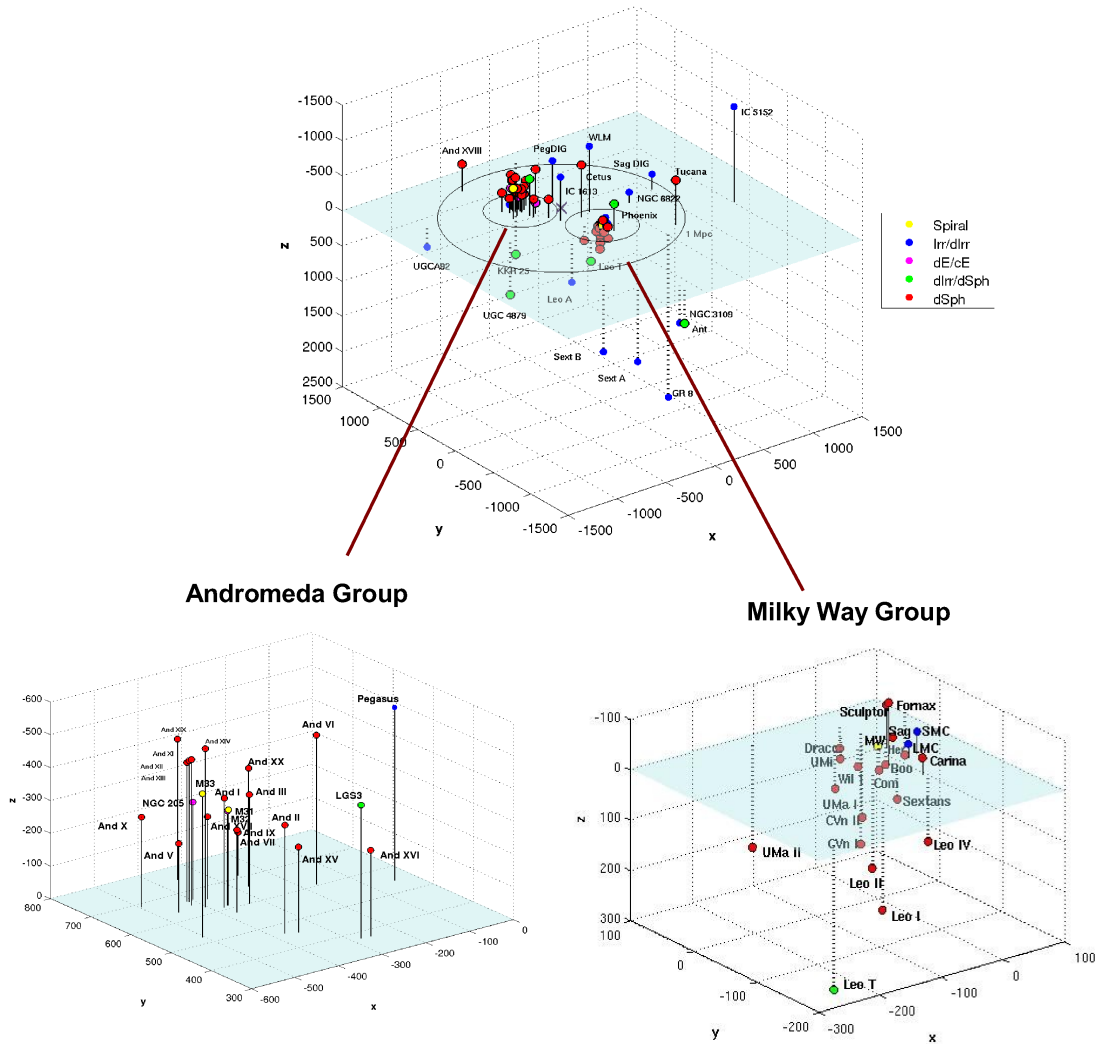 -1500
-1000
-500
0
500
1000
1500
2000
2500
z
1500
1000
500
0
-500
-1000
-1500
y
-1500
-1000
-500
0
500
1000
1500
x
IC 5152
WLM
PegDIG
And XVIII
Sag DIG
Tucana
Cetus
IC 1613
NGC 6822
Phoenix
1 Mpc
UGCA92
KKR 25
Leo T
Leo A
UGC 4879
NGC 3109
Ant
Sext B
Sext A
GR 8
Spiral
Irr/dIrr
dE/cE
dIrr/dSph
dSph
Andromeda Group
-600
-500
-400
-300
-200
-100
0
z
800
700
600
500
400
300
y
-600
-500
-400
-300
-200
-100
0
x
Pegasus
And VI
And XIX
And XIV
And XI
And XII
And XIII
And XX
M33
And I
And III
NGC 205
M31
M32
LGS3
And X
And XVII
And II
And IX
And VII
And V
And XV
And XVI
Milky Way Group
-100
0
100
200
300
z
100
0
-100
-200
y
-300
-200
-100
0
100
x
Sculptor
Fornax
Sag
SMC
MW
LMC
Draco
UMi
Her
Carina
Boo
Wil 1
Com
UMa I
Sextans
CVn II
CVn I
UMa II
Leo IV
Leo II
Leo I
Leo T